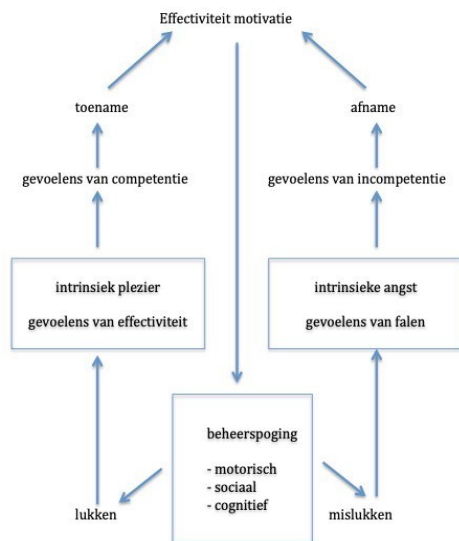 Effectiviteit motivatie
toename
afname
gevoelens van competentie
gevoelens van incompetentie
intrinsiek plezier
gevoelens van effectiviteit
intrinsieke angst
gevoelens van falen
beheerspoging
- motorisch
- sociaal
- cognitief
lukken
mislukken